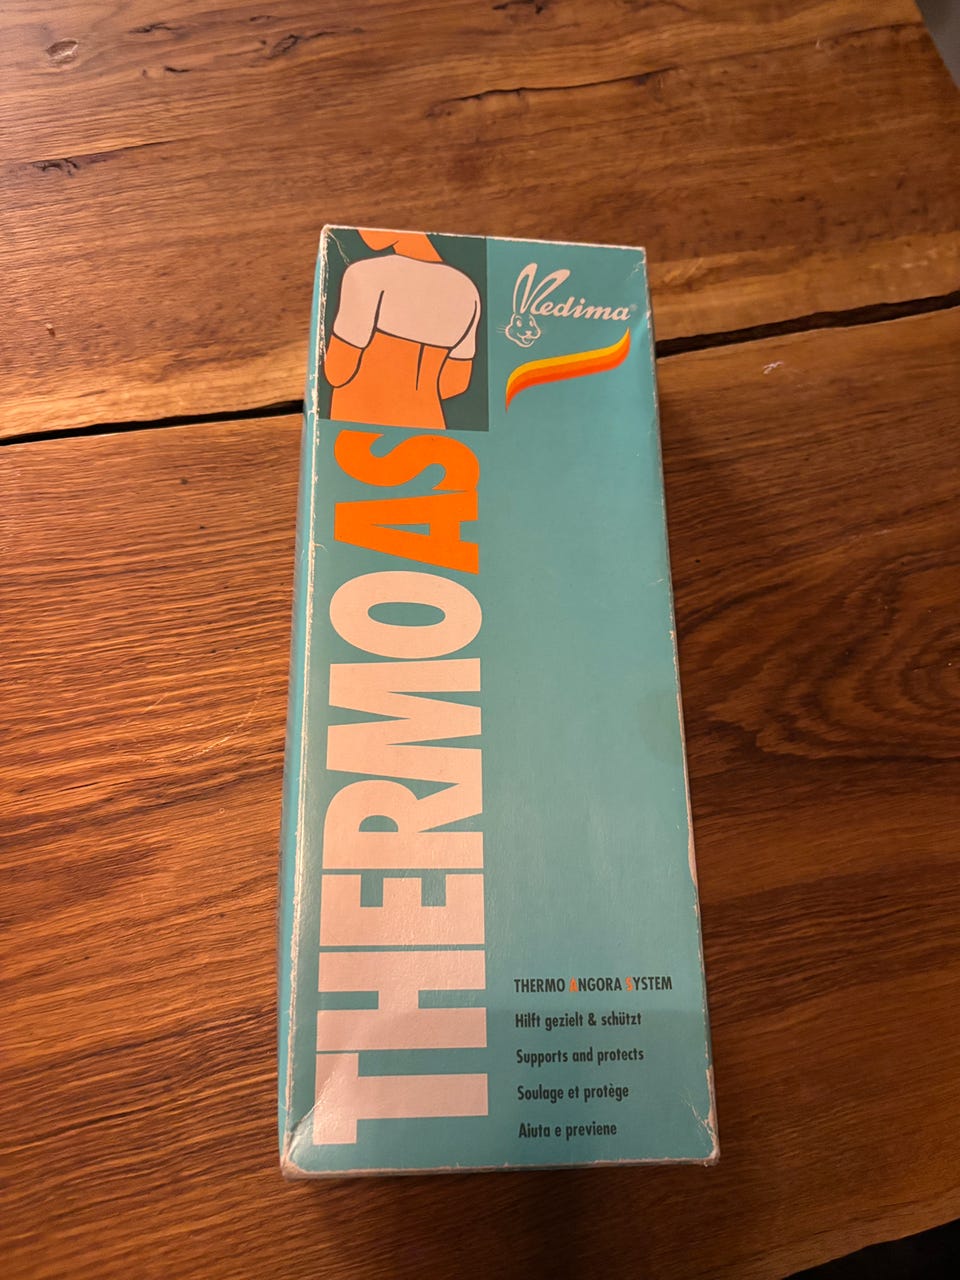 Medima®
THERMOAS
THERMO ANGORA SYSTEM
Hilft gezielt & schützt
Supports and protects
Soulage et protège
Aiuta e previene